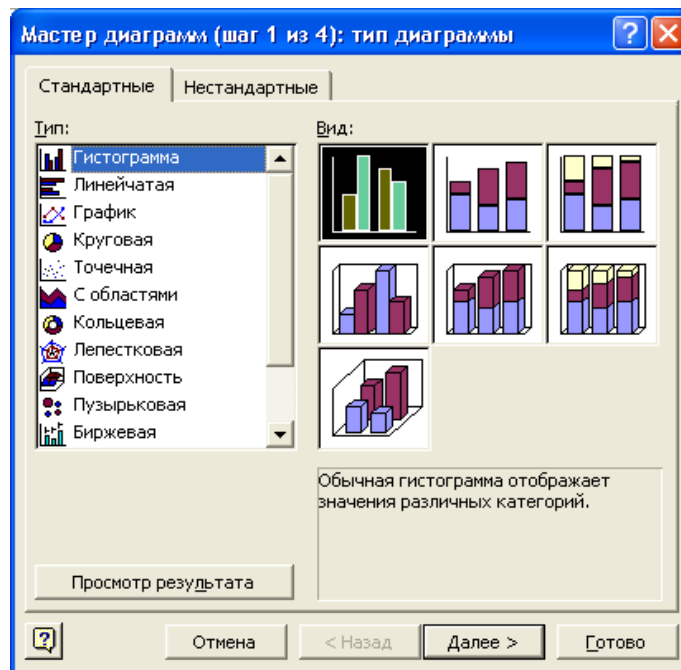 Мастер диаграмм (шаг 1 из 4): тип диаграммы
Стандартные
Нестандартные
Тип:
Гистограмма
Линейчатая
График
Круговая
Точечная
С областями
Кольцевая
Лепестковая
Поверхность
Пузырьковая
Биржевая
Вид:
Обычная гистограмма отображает
значения различных категорий.
Просмотр результата
Отмена
< Назад
Далее >
Готово